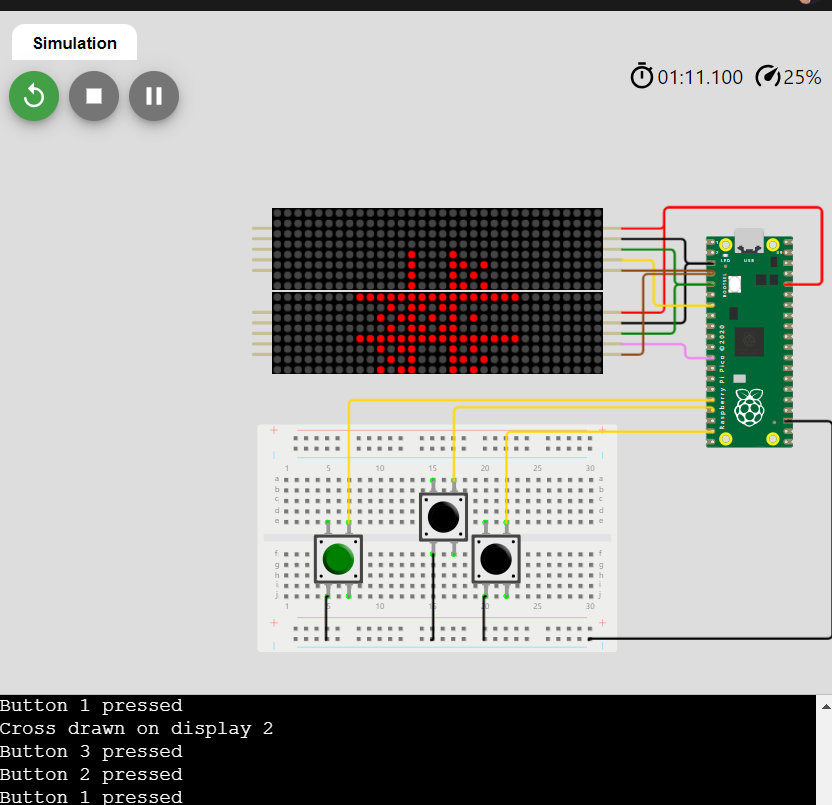 Simulation
01:11.100 25%
LED USB
BOOTSEL
Raspberry Pi Pico © 2020
1 5 10 15 20 25 30
a a
b b
c c
d d
e e
f f
g g
h h
i i
j j
1 5 10 15 20 25 30
Button 1 pressed
Cross drawn on display 2
Button 3 pressed
Button 2 pressed
Button 1 pressed